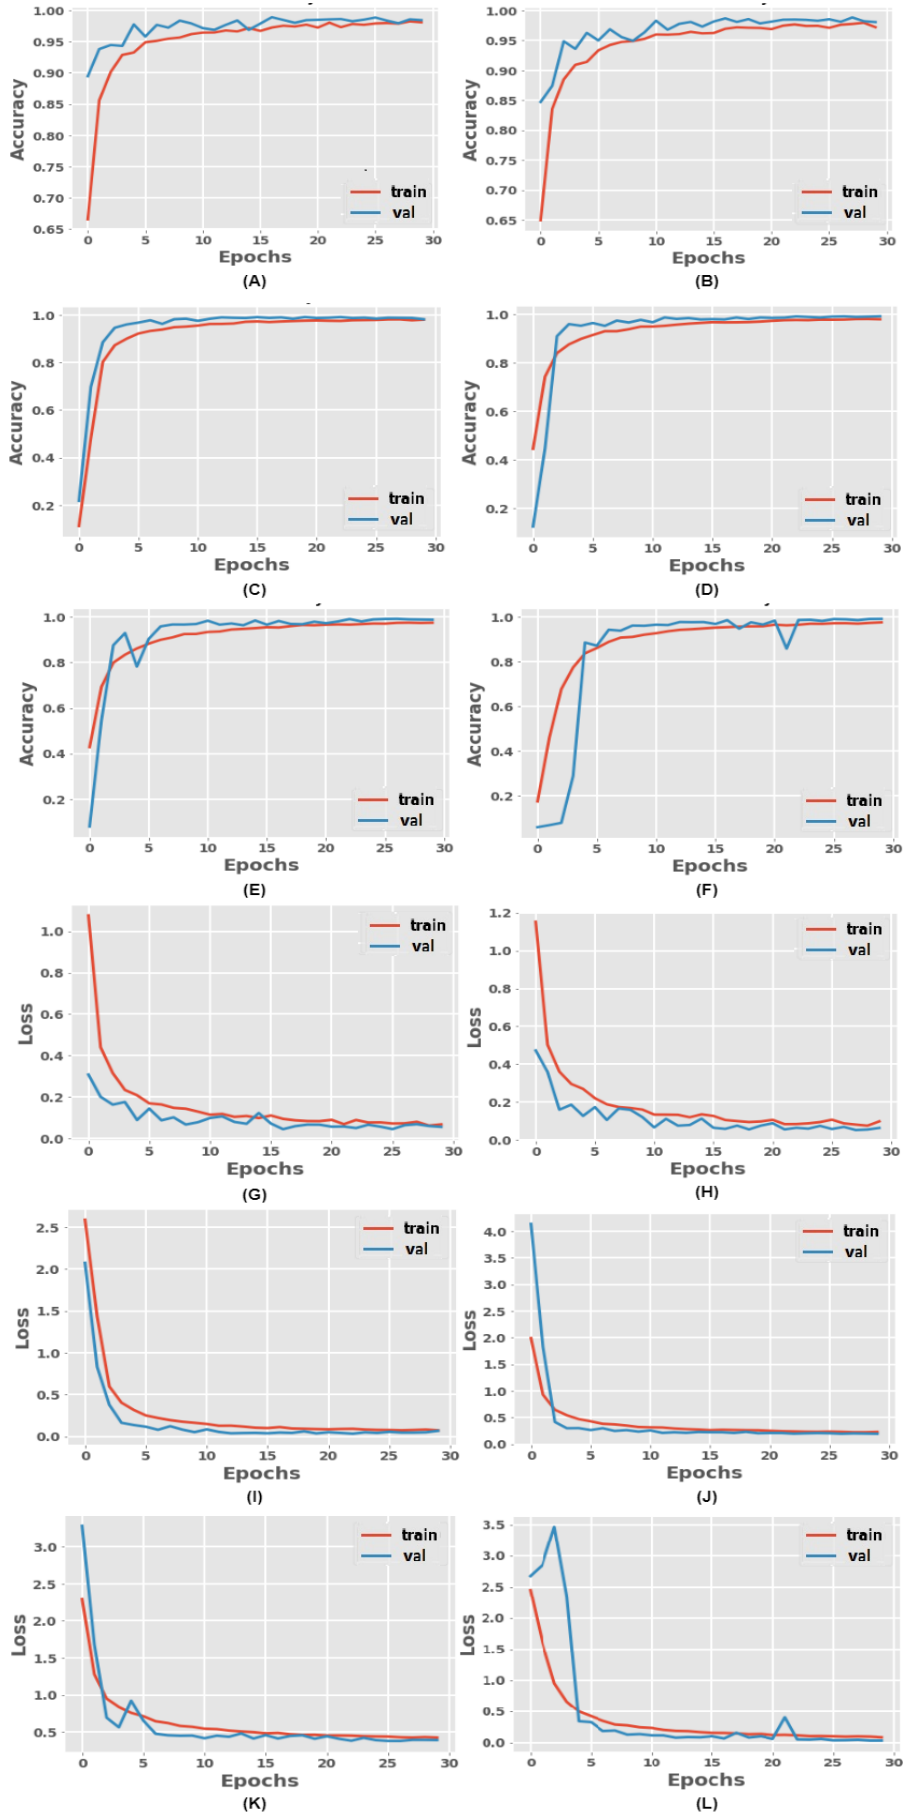 1.00
0.95
0.90
0.85
0.80
0.75
0.70
0.65
Accuracy
train
val
0 5 10 15 20 25 30
Epochs
(A)
1.00
0.95
0.90
0.85
0.80
0.75
0.70
0.65
Accuracy
train
val
0 5 10 15 20 25 30
Epochs
(B)
1.0
0.8
0.6
0.4
0.2
Accuracy
train
val
0 5 10 15 20 25 30
Epochs
(C)
1.0
0.8
0.6
0.4
0.2
Accuracy
train
val
0 5 10 15 20 25 30
Epochs
(D)
1.0
0.8
0.6
0.4
0.2
Accuracy
train
val
0 5 10 15 20 25 30
Epochs
(E)
1.0
0.8
0.6
0.4
0.2
Accuracy
train
val
0 5 10 15 20 25 30
Epochs
(F)
1.0
0.8
0.6
0.4
0.2
0.0
Loss
train
val
0 5 10 15 20 25 30
Epochs
(G)
1.2
1.0
0.8
0.6
0.4
0.2
0.0
Loss
train
val
0 5 10 15 20 25 30
Epochs
(H)
2.5
2.0
1.5
1.0
0.5
0.0
Loss
train
val
0 5 10 15 20 25 30
Epochs
(I)
4.0
3.5
3.0
2.5
2.0
1.5
1.0
0.5
0.0
Loss
train
val
0 5 10 15 20 25 30
Epochs
(J)
3.0
2.5
2.0
1.5
1.0
0.5
Loss
train
val
0 5 10 15 20 25 30
Epochs
(K)
3.5
3.0
2.5
2.0
1.5
1.0
0.5
0.0
Loss
train
val
0 5 10 15 20 25 30
Epochs
(L)